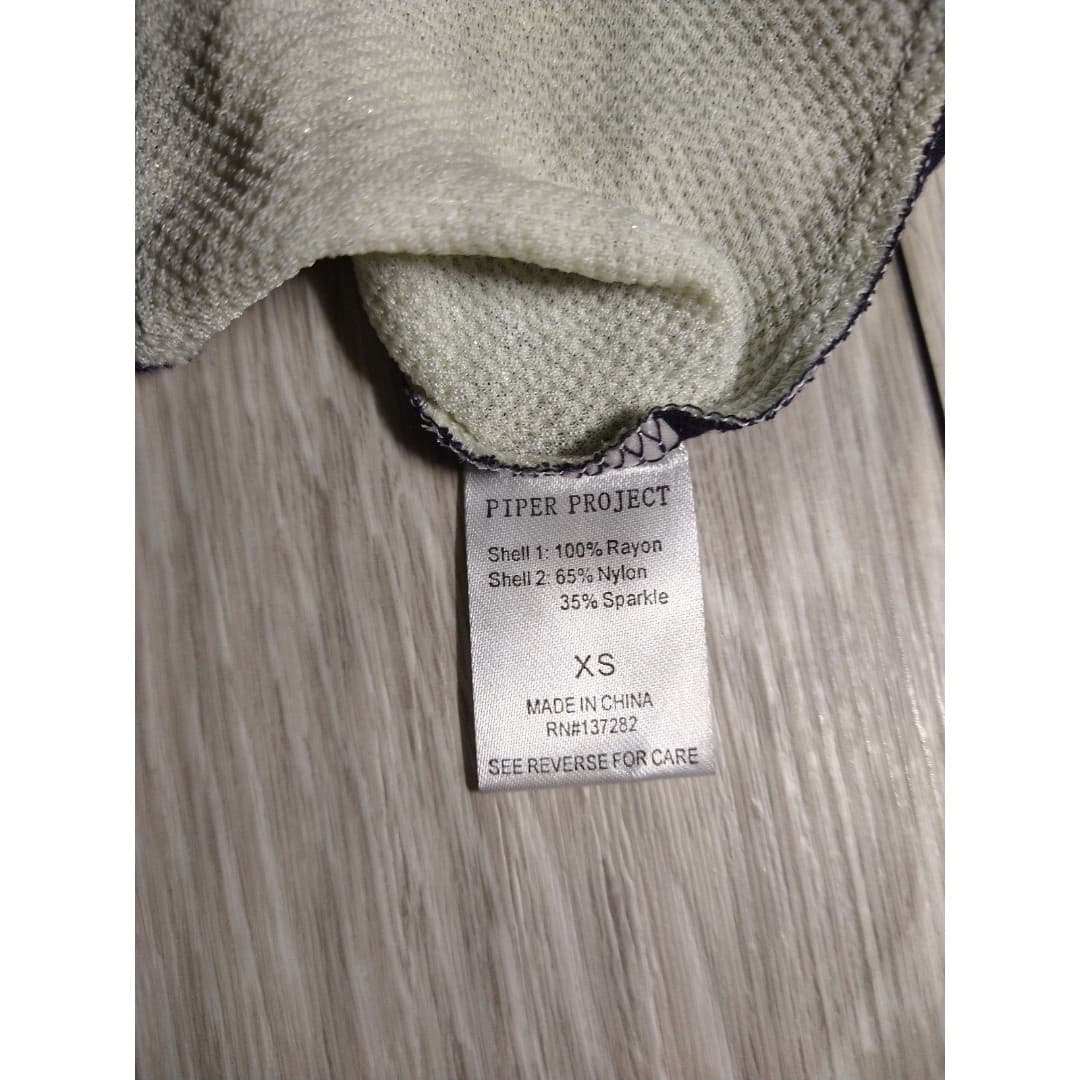 PIPER PROJECT
Shell 1: 100% Rayon
Shell 2: 65% Nylon
35% Sparkle
XS
MADE IN CHINA
RN#137282
SEE REVERSE FOR CARE